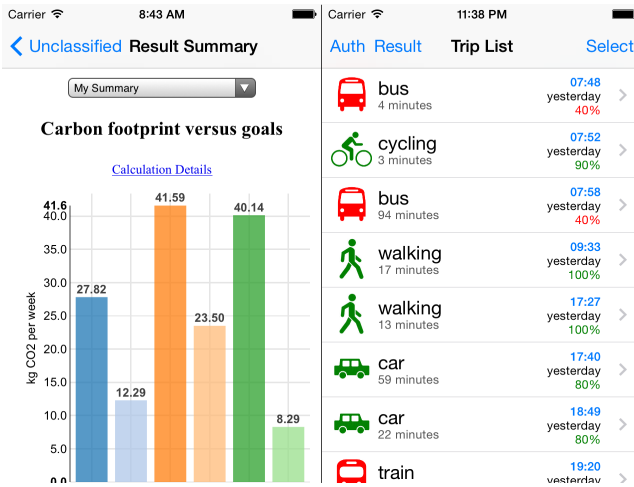 Carrier 8:43 AM
Unclassified Result Summary
My Summary
Carbon footprint versus goals
Calculation Details
41.6
40.0
35.0
30.0
25.0
20.0
15.0
10.0
5.0
0.0
kg CO2 per week
27.82
12.29
41.59
23.50
40.14
8.29
Carrier 11:38 PM
Auth Result Trip List Select
bus
4 minutes
07:48
yesterday
40%
cycling
3 minutes
07:52
yesterday
90%
bus
94 minutes
07:58
yesterday
40%
walking
17 minutes
09:33
yesterday
100%
walking
13 minutes
17:27
yesterday
100%
car
59 minutes
17:40
yesterday
80%
car
22 minutes
18:49
yesterday
80%
train
19:20
yesterday